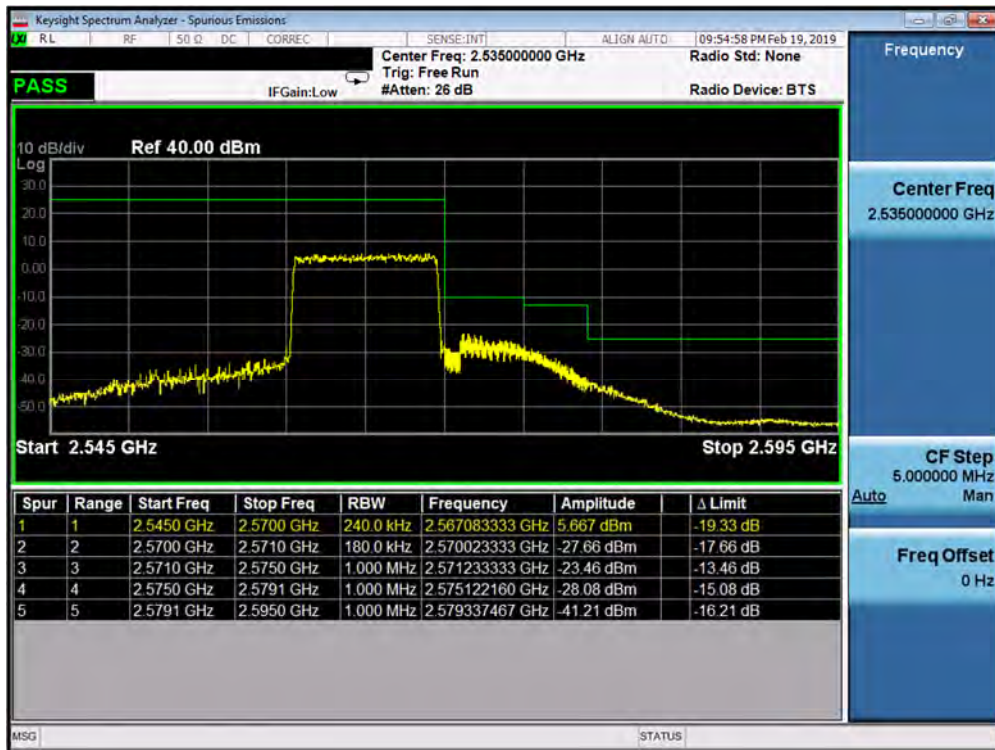 Keysight Spectrum Analyzer - Spurious Emissions
LXI RL RF 50 Ω DC CORREC SENSE:INT ALIGN AUTO 09:54:58 PM Feb 19, 2019
Center Freq: 2.535000000 GHz Radio Std: None
Trig: Free Run
PASS IFGain:Low #Atten: 26 dB Radio Device: BTS
10 dB/div Ref 40.00 dBm
Log
30.0
20.0
10.0
0.00
-10.0
-20.0
-30.0
-40.0
-50.0
Start 2.545 GHz Stop 2.595 GHz
Spur Range Start Freq Stop Freq RBW Frequency Amplitude Δ Limit
1 1 2.5450 GHz 2.5700 GHz 240.0 kHz 2.567083333 GHz 5.667 dBm -19.33 dB
2 2 2.5700 GHz 2.5710 GHz 180.0 kHz 2.570023333 GHz -27.66 dBm -17.66 dB
3 3 2.5710 GHz 2.5750 GHz 1.000 MHz 2.571233333 GHz -23.46 dBm -13.46 dB
4 4 2.5750 GHz 2.5791 GHz 1.000 MHz 2.575122160 GHz -28.08 dBm -15.08 dB
5 5 2.5791 GHz 2.5950 GHz 1.000 MHz 2.579337467 GHz -41.21 dBm -16.21 dB
MSG STATUS
Frequency
Center Freq
2.535000000 GHz
CF Step
5.000000 MHz
Auto Man
Freq Offset
0 Hz